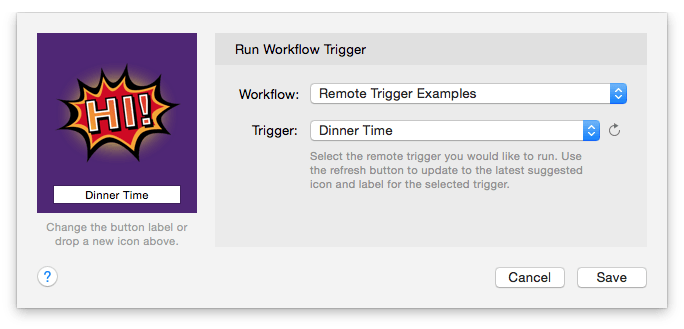 HI!
Dinner Time
Change the button label or
drop a new icon above.
Run Workflow Trigger
Workflow: Remote Trigger Examples
Trigger: Dinner Time
Select the remote trigger you would like to run. Use
the refresh button to update to the latest suggested
icon and label for the selected trigger.
?
Cancel Save